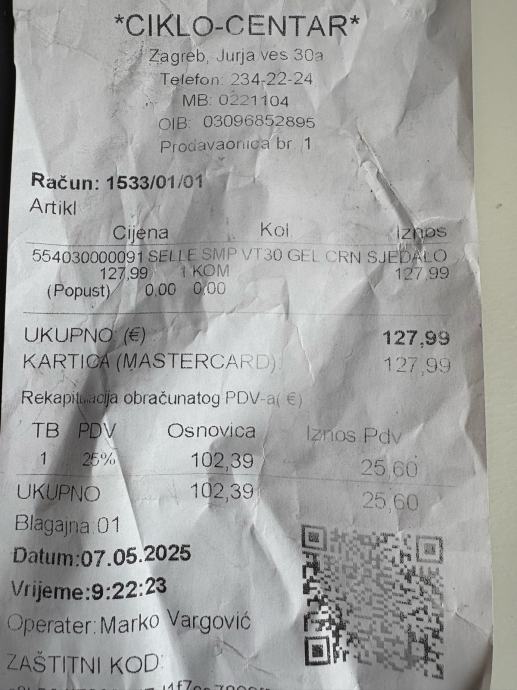 *CIKLO-CENTAR*
Zagreb, Jurja ves 30a
Telefon: 234-22-24
MB: 0221104
OIB: 03096852895
Prodavaonica br. 1
Račun: 1533/01/01
Artikl
Cijena Kol. Iznos
554030000091 SELLE SMP VT30 GEL CRN SJEDALO
127,99 1 KOM 127,99
(Popust) 0,00 0,00
UKUPNO: (€) 127,99
KARTICA (MASTERCARD): 127,99
Rekapitulacija obračunatog PDV-a( €)
TB PDV Osnovica Iznos Pdv
1 25% 102,39 25,60
UKUPNO 102,39 25,60
Blagajna:01
Datum:07.05.2025
Vrijeme:9:22:23
Operater: Marko Vargović
ZAŠTITNI KOD: